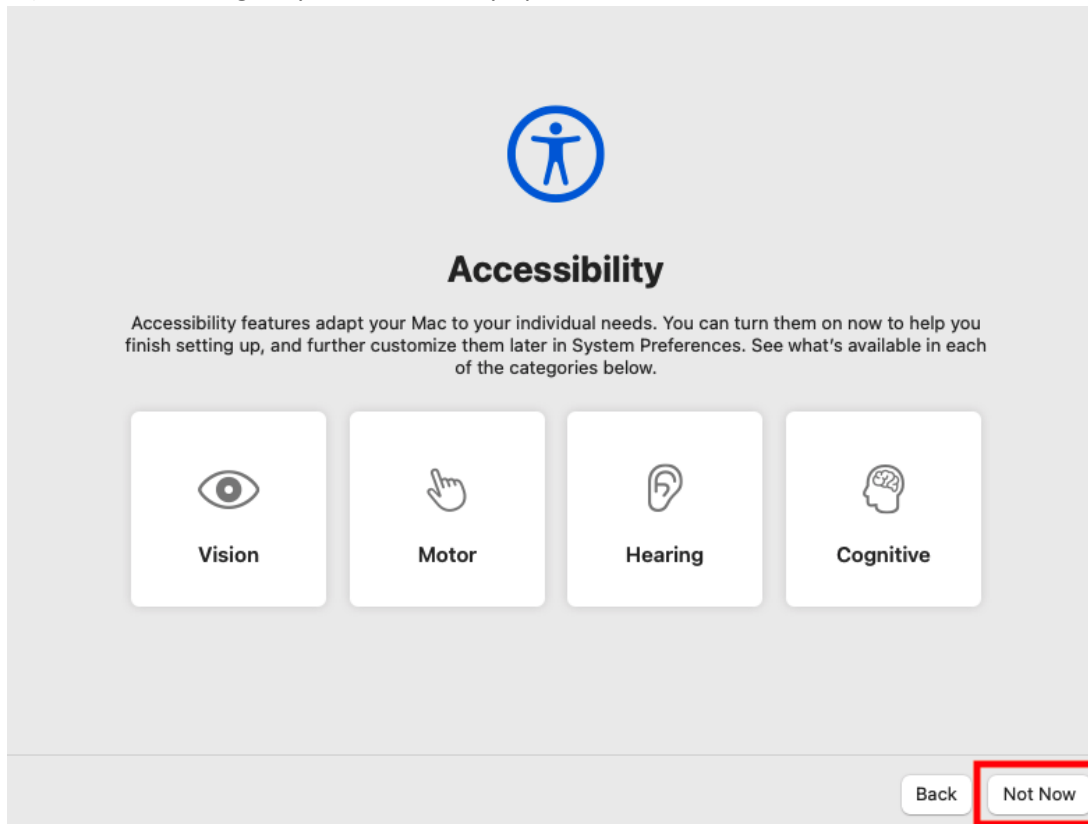 Accessibility
Accessibility features adapt your Mac to your individual needs. You can turn them on now to help you
finish setting up, and further customize them later in System Preferences. See what's available in each
of the categories below.
Vision
Motor
Hearing
Cognitive
Back
Not Now